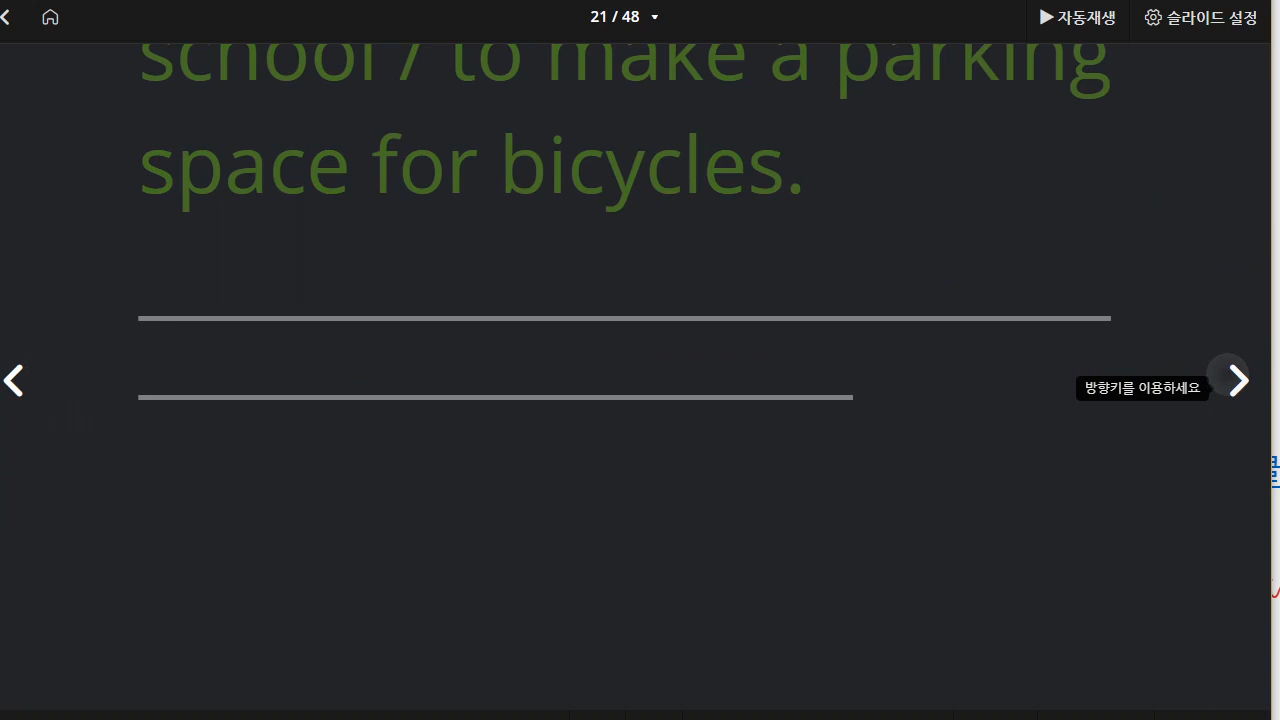 21 / 48
자동재생
슬라이드 설정
school / to make a parking
space for bicycles.
방향키를 이용하세요